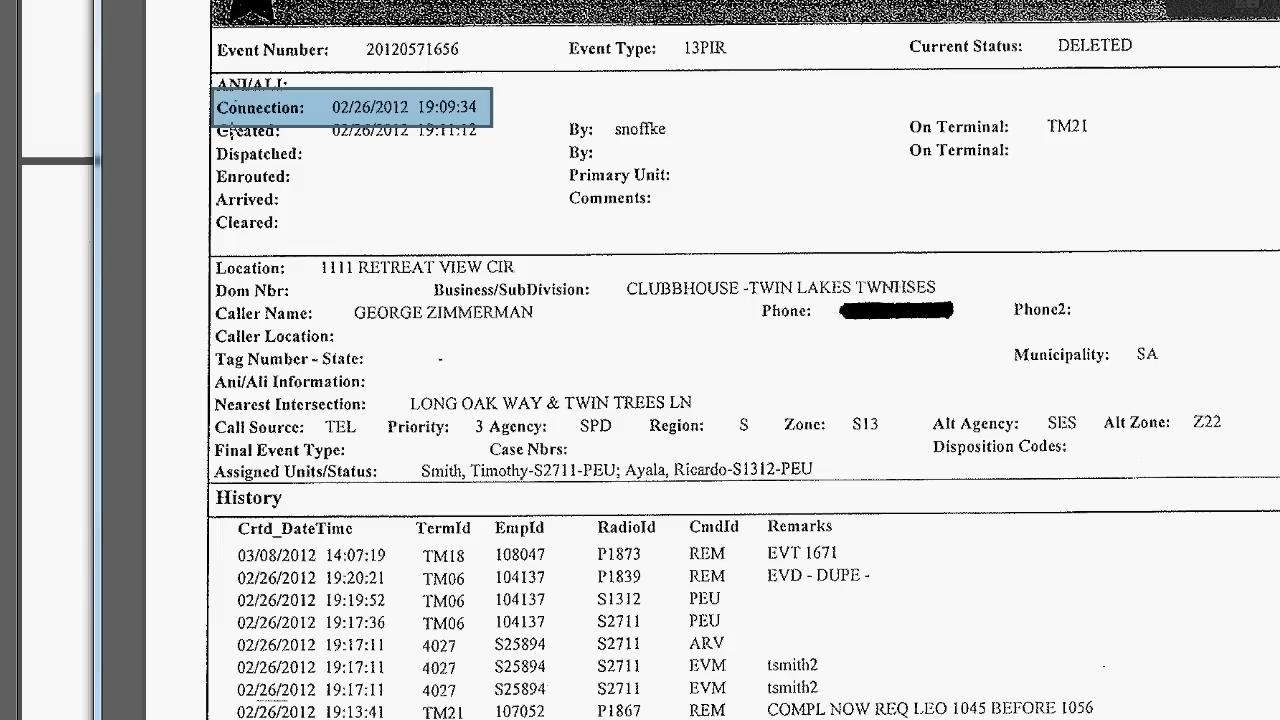 Event Number: 20120571656 Event Type: 13PIR Current Status: DELETED
ANI/ALI:
Connection: 02/26/2012 19:09:34
Created: 02/26/2012 19:11:12 By: snoffke On Terminal: TM21
Dispatched: By: On Terminal:
Enrouted: Primary Unit:
Arrived: Comments:
Cleared:
Location: 1111 RETREAT VIEW CIR
Dom Nbr: Business/SubDivision: CLUBBHOUSE -TWIN LAKES TWNHSES
Caller Name: GEORGE ZIMMERMAN Phone: Phone2:
Caller Location:
Tag Number - State: - Municipality: SA
Ani/Ali Information:
Nearest Intersection: LONG OAK WAY & TWIN TREES LN
Call Source: TEL Priority: 3 Agency: SPD Region: S Zone: S13 Alt Agency: SES Alt Zone: Z22
Final Event Type: Case Nbrs: Disposition Codes:
Assigned Units/Status: Smith, Timothy-S2711-PEU; Ayala, Ricardo-S1312-PEU
History
Crtd_DateTime TermId EmpId RadioId CmdId Remarks
03/08/2012 14:07:19 TM18 108047 P1873 REM EVT 1671
02/26/2012 19:20:21 TM06 104137 P1839 REM EVD - DUPE -
02/26/2012 19:19:52 TM06 104137 S1312 PEU
02/26/2012 19:17:36 TM06 104137 S2711 PEU
02/26/2012 19:17:11 4027 S25894 S2711 ARV
02/26/2012 19:17:11 4027 S25894 S2711 EVM tsmith2
02/26/2012 19:17:11 4027 S25894 S2711 EVM tsmith2
02/26/2012 19:13:41 TM21 107052 P1867 REM COMPL NOW REQ LEO 1045 BEFORE 1056